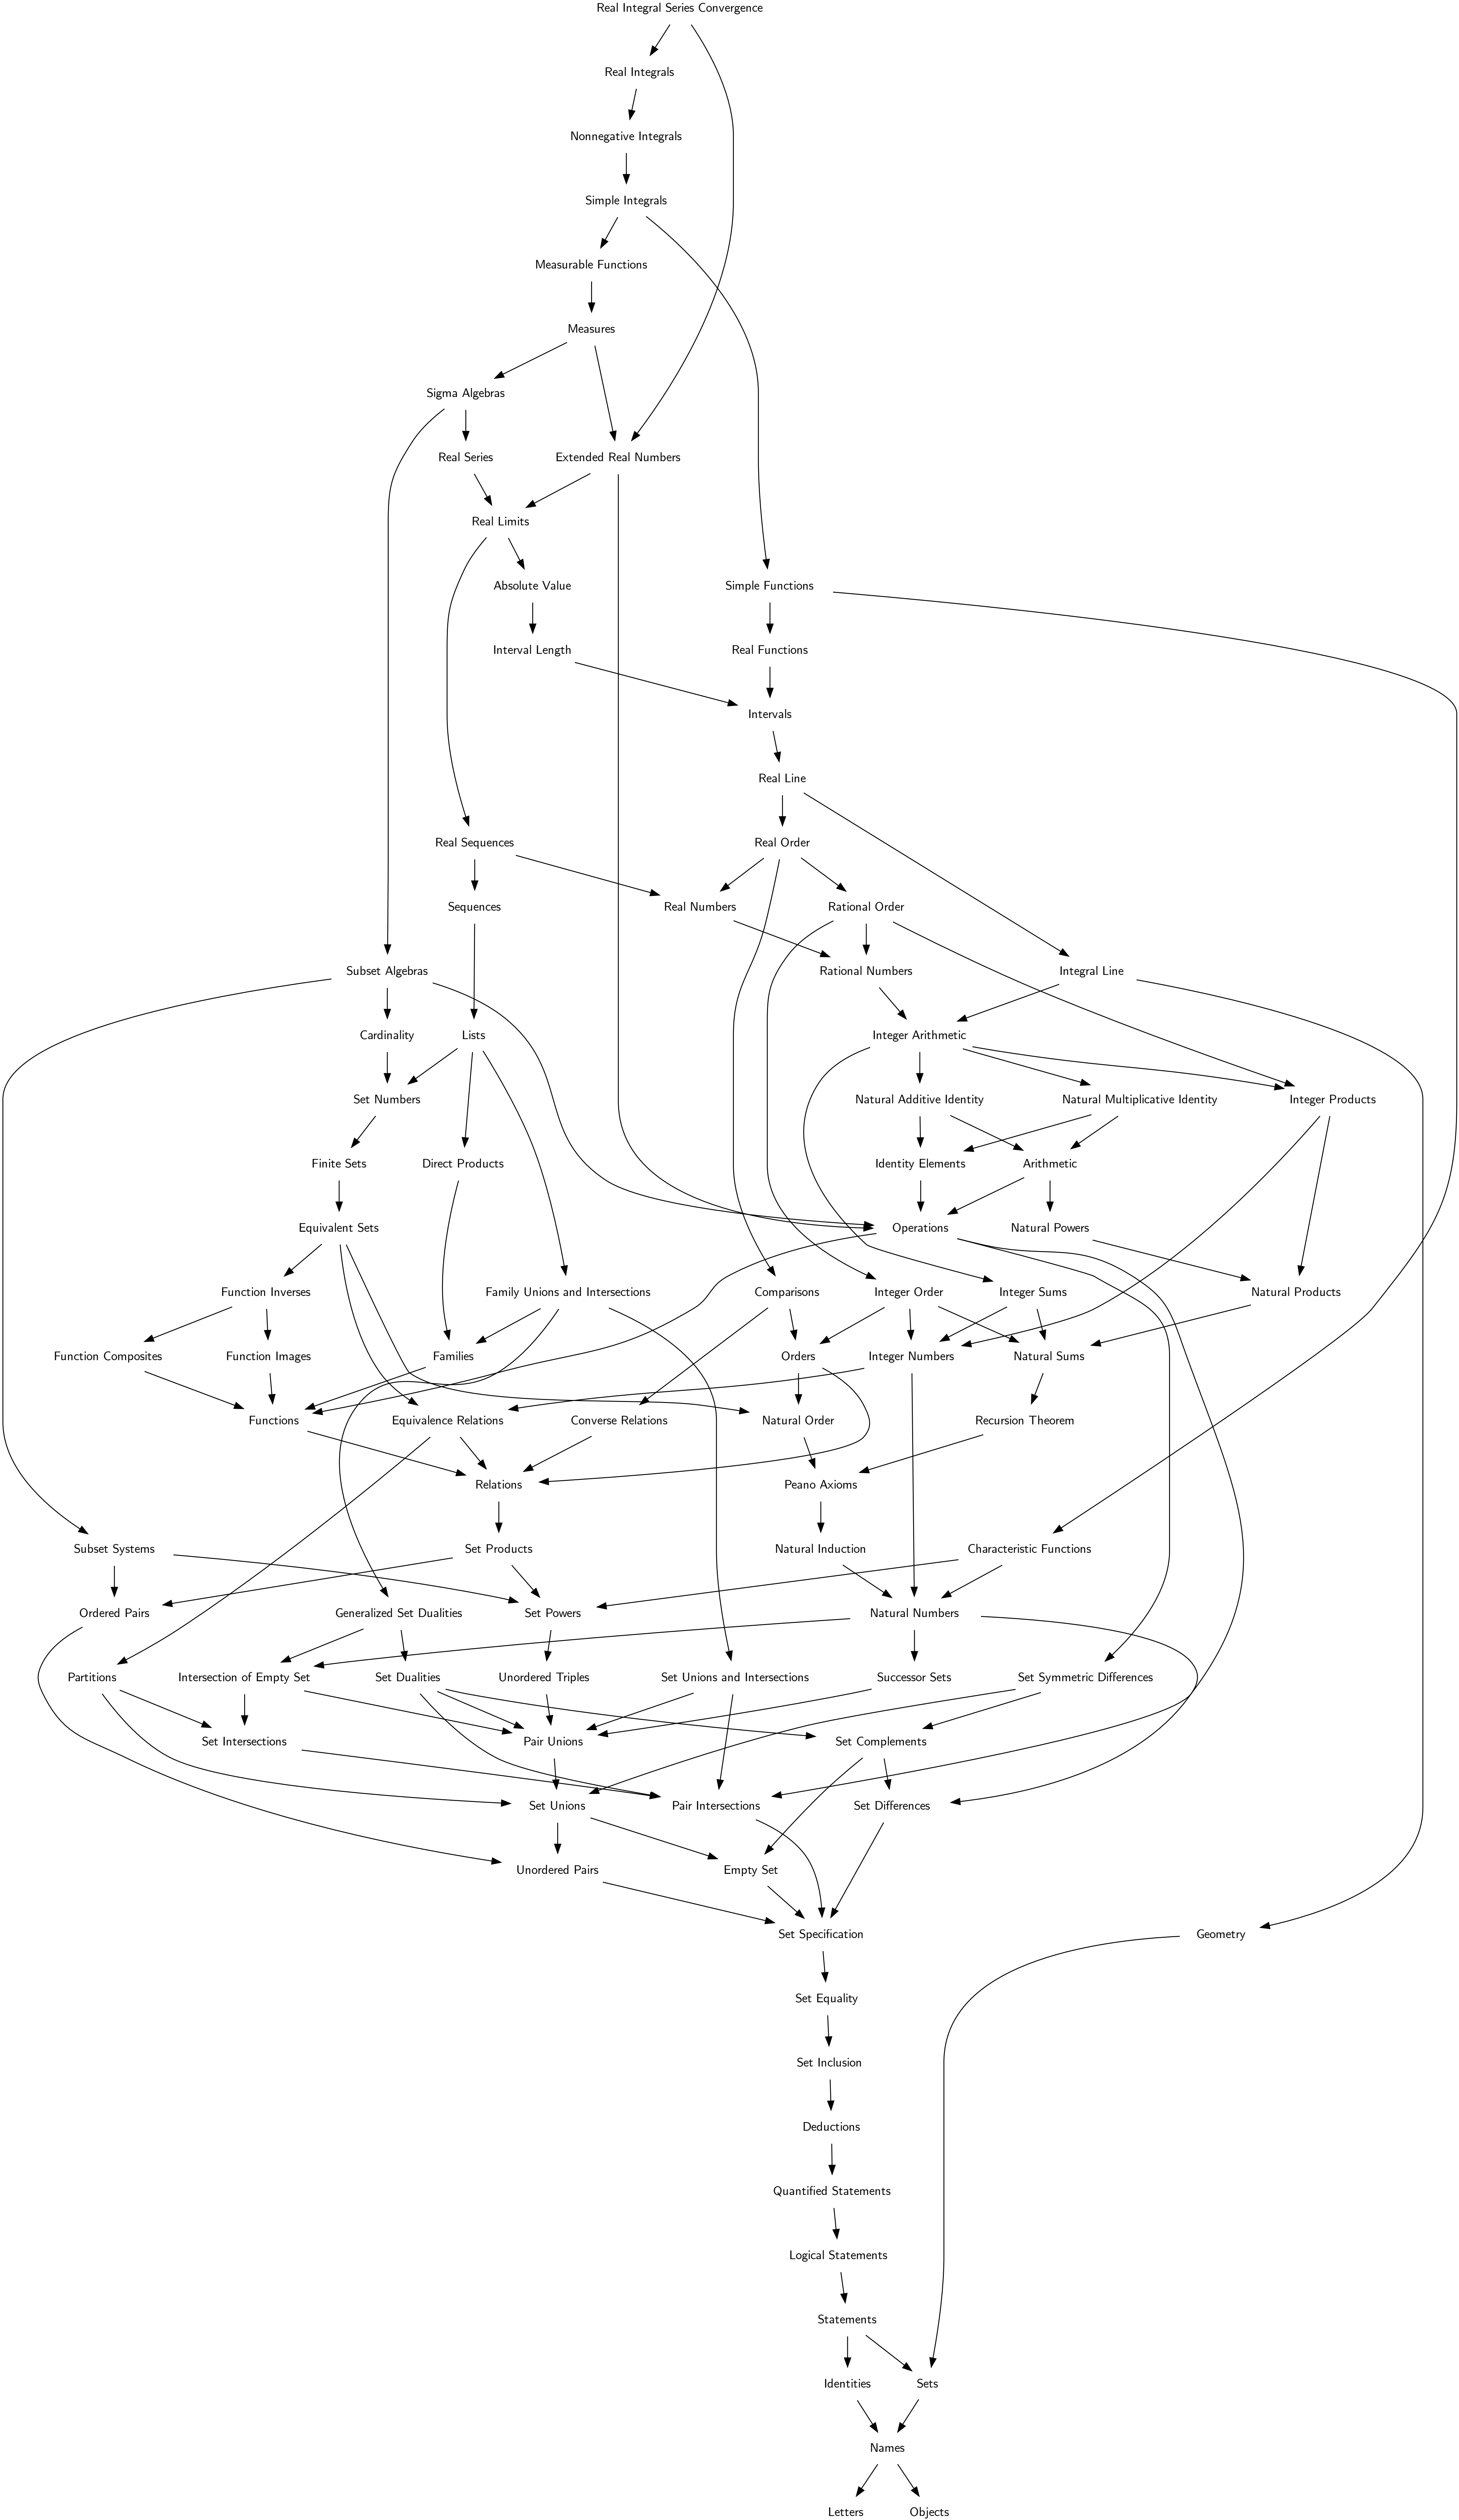 Real Integral Series Convergence
Real Integrals
Nonnegative Integrals
Simple Integrals
Measurable Functions
Measures
Sigma Algebras
Real Series
Extended Real Numbers
Real Limits
Absolute Value
Simple Functions
Interval Length
Real Functions
Intervals
Real Line
Real Sequences
Real Order
Sequences
Real Numbers
Rational Order
Subset Algebras
Rational Numbers
Integral Line
Cardinality
Lists
Integer Arithmetic
Set Numbers
Natural Additive Identity
Natural Multiplicative Identity
Integer Products
Finite Sets
Direct Products
Identity Elements
Arithmetic
Equivalent Sets
Operations
Natural Powers
Function Inverses
Family Unions and Intersections
Comparisons
Integer Order
Integer Sums
Natural Products
Function Composites
Function Images
Families
Orders
Integer Numbers
Natural Sums
Functions
Equivalence Relations
Converse Relations
Natural Order
Recursion Theorem
Relations
Peano Axioms
Subset Systems
Set Products
Natural Induction
Characteristic Functions
Ordered Pairs
Generalized Set Dualities
Set Powers
Natural Numbers
Partitions
Intersection of Empty Set
Set Dualities
Unordered Triples
Set Unions and Intersections
Successor Sets
Set Symmetric Differences
Set Intersections
Pair Unions
Set Complements
Set Unions
Pair Intersections
Set Differences
Unordered Pairs
Empty Set
Set Specification
Geometry
Set Equality
Set Inclusion
Deductions
Quantified Statements
Logical Statements
Statements
Identities
Sets
Names
Letters
Objects